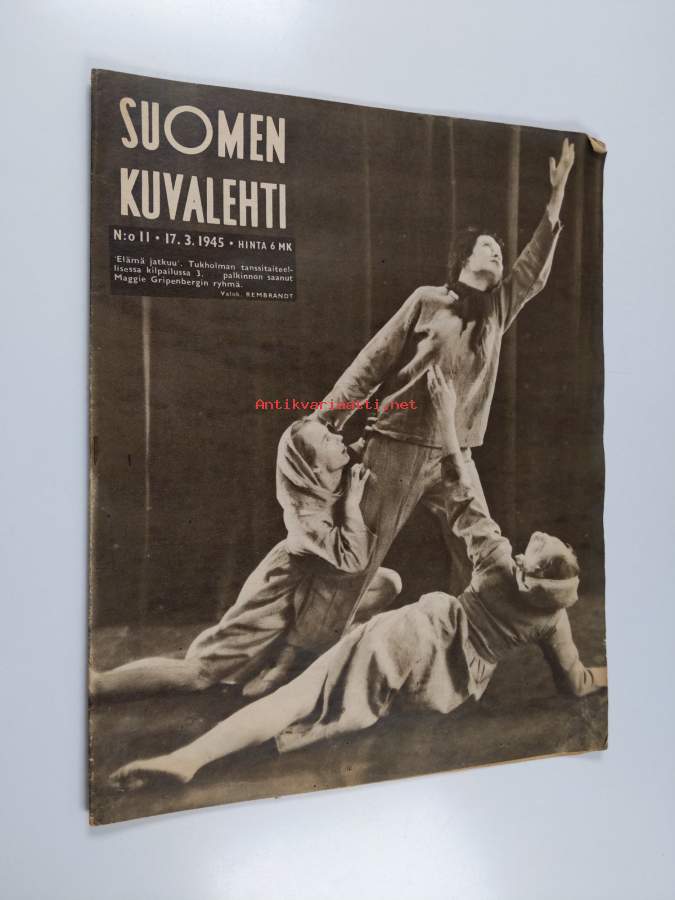 SUOMEN
KUVALEHTI
N:o 11 • 17. 3. 1945 • HINTA 6 MK
'Elämä jatkuu'. Tukholman tanssitaiteel-
lisessa kilpailussa 3. palkinnon saanut
Maggie Gripenbergin ryhmä.
Valok. REMBRANDT
Antikvariaatti.net